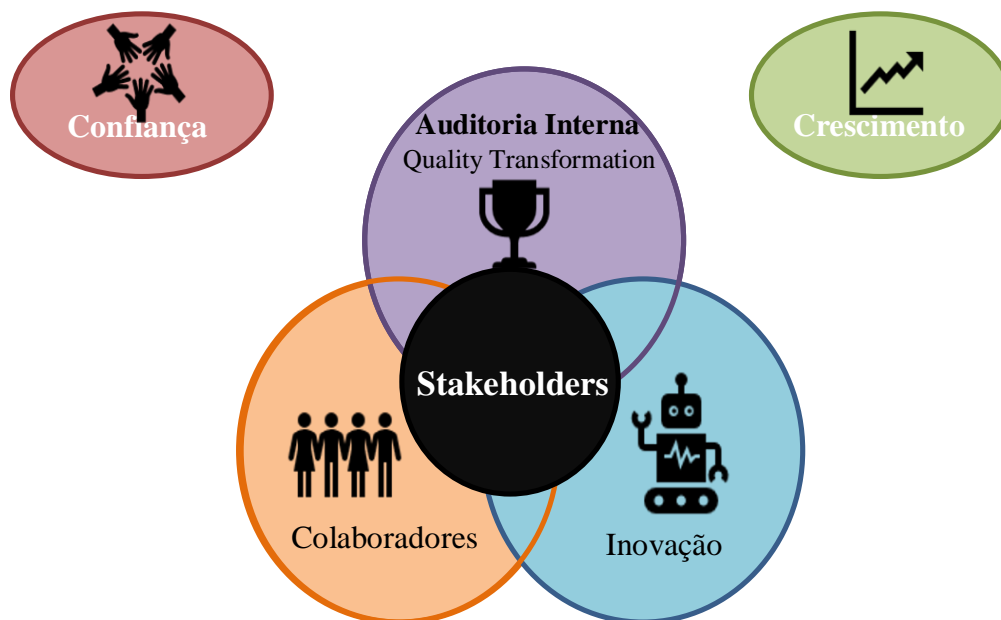 Confiança
Crescimento
Auditoria Interna
Quality Transformation
Stakeholders
Colaboradores
Inovação